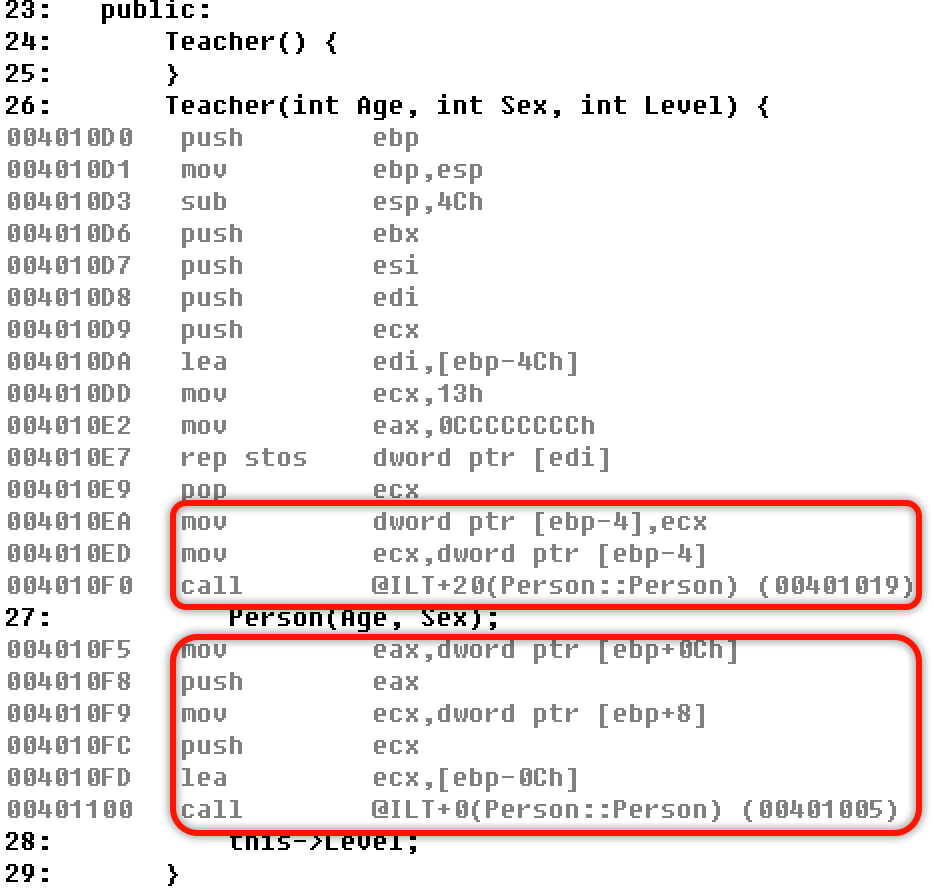 23: public:
24: Teacher() {
25: }
26: Teacher(int Age, int Sex, int Level) {
004010D0 push ebp
004010D1 mov ebp,esp
004010D3 sub esp,4Ch
004010D6 push ebx
004010D7 push esi
004010D8 push edi
004010D9 push ecx
004010DA lea edi,[ebp-4Ch]
004010DD mov ecx,13h
004010E2 mov eax,0CCCCCCCCh
004010E7 rep stos dword ptr [edi]
004010E9 pop ecx
004010EA mov dword ptr [ebp-4],ecx
004010ED mov ecx,dword ptr [ebp-4]
004010F0 call @ILT+20(Person::Person) (00401019)
27: Person(Age, Sex);
004010F5 mov eax,dword ptr [ebp+0Ch]
004010F8 push eax
004010F9 mov ecx,dword ptr [ebp+8]
004010FC push ecx
004010FD lea ecx,[ebp-0Ch]
00401100 call @ILT+0(Person::Person) (00401005)
28: this->Level;
29: }